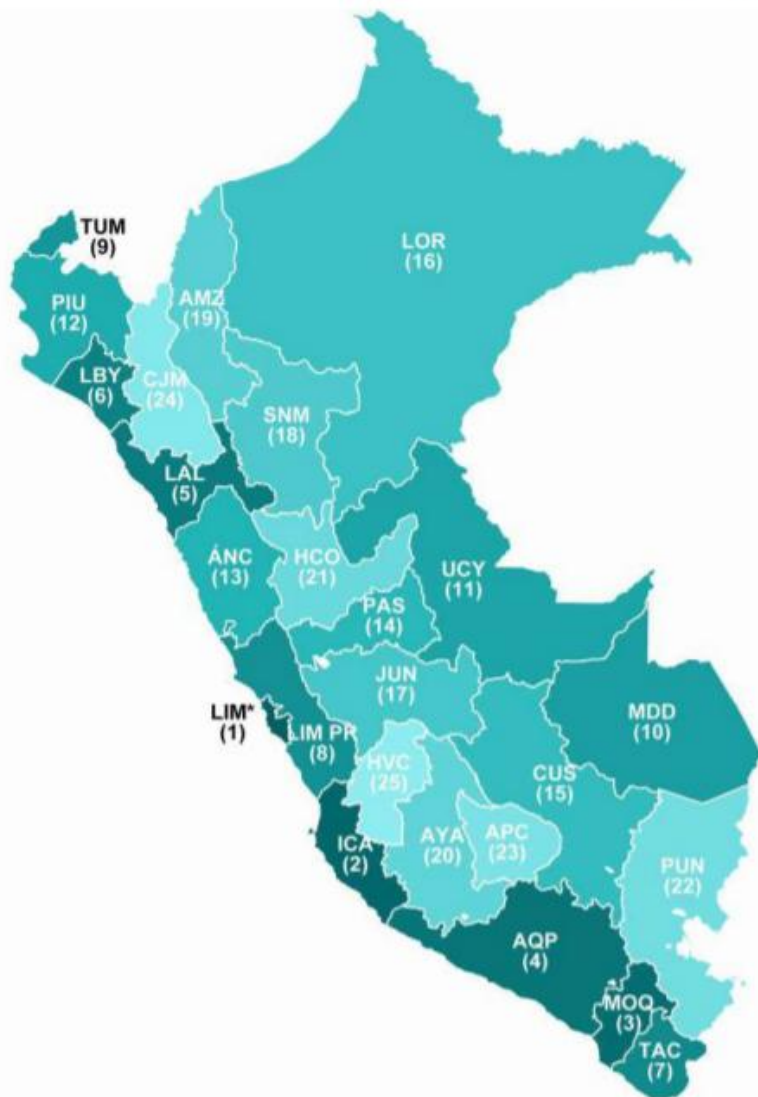 TUM
(9)
LOR
(16)
PIU
(12)
AMZ
(19)
LBY
(6)
CJM
(24)
SNM
(18)
LAL
(5)
ÁNC
(13)
HCO
(21)
UCY
(11)
PAS
(14)
JUN
(17)
LIM*
(1)
LIM PR
(8)
MDD
(10)
HVC
(25)
CUS
(15)
ICA
(2)
AYA
(20)
APC
(23)
PUN
(22)
AQP
(4)
MOQ
(3)
TAC
(7)